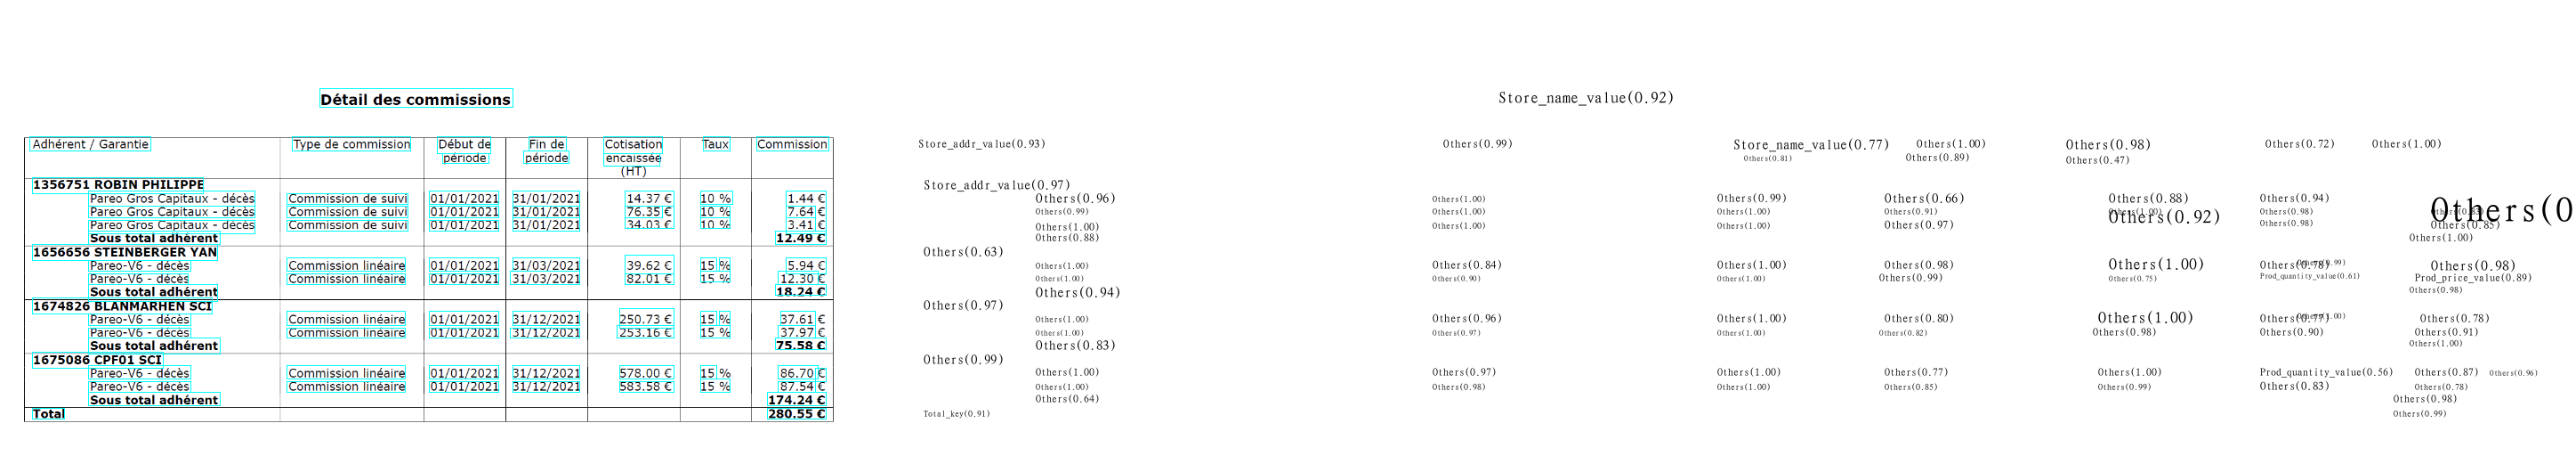 Détail des commissions Store_name_value(0.92)
Adhérent / Garantie Type de commission Début de Fin de Cotisation Taux Commission Store_addr_value(0.93) Others(0.99) Store_name_value(0.77) Others(1.00) Others(0.98) Others(0.72) Others(1.00)
période période encaissée Others(0.81) Others(0.89) Others(0.47)
(HT)
1356751 ROBIN PHILIPPE Store_addr_value(0.97)
Pareo Gros Capitaux - décès Commission de suivi 01/01/2021 31/01/2021 14.37 € 10 % 1.44 € Others(0.96) Others(1.00) Others(0.99) Others(0.66) Others(0.88) Others(0.94) Others(0
Pareo Gros Capitaux - décès Commission de suivi 01/01/2021 31/01/2021 76.35 € 10 % 7.64 € Others(0.99) Others(1.00) Others(1.00) Others(0.91) Others(1.00) Others(0.98)
Pareo Gros Capitaux - décès Commission de suivi 01/01/2021 31/01/2021 34.03 € 10 % 3.41 € Others(1.00) Others(1.00) Others(1.00) Others(0.97) Others(0.92) Others(0.98) Others(0.85)
Sous total adhérent 12.49 € Others(0.88) Others(1.00)
1656656 STEINBERGER YAN Others(0.63)
Pareo-V6 - décès Commission linéaire 01/01/2021 31/03/2021 39.62 € 15 % 5.94 € Others(1.00) Others(0.84) Others(1.00) Others(0.98) Others(1.00) Others(0.78) Others(0.99) Others(0.98)
Pareo-V6 - décès Commission linéaire 01/01/2021 31/03/2021 82.01 € 15 % 12.30 € Others(1.00) Others(0.90) Others(1.00) Others(0.99) Others(0.75) Prod_quantity_value(0.61) Prod_price_value(0.89)
Sous total adhérent 18.24 € Others(0.94) Others(0.98)
1674826 BLANMARHEN SCI Others(0.97)
Pareo-V6 - décès Commission linéaire 01/01/2021 31/12/2021 250.73 € 15 % 37.61 € Others(1.00) Others(0.96) Others(1.00) Others(0.80) Others(1.00) Others(0.77) Others(1.00) Others(0.78)
Pareo-V6 - décès Commission linéaire 01/01/2021 31/12/2021 253.16 € 15 % 37.97 € Others(1.00) Others(0.97) Others(1.00) Others(0.82) Others(0.98) Others(0.90) Others(0.91)
Sous total adhérent 75.58 € Others(0.83) Others(1.00)
1675086 CPF01 SCI Others(0.99)
Pareo-V6 - décès Commission linéaire 01/01/2021 31/12/2021 578.00 € 15 % 86.70 € Others(1.00) Others(0.97) Others(1.00) Others(0.77) Others(1.00) Prod_quantity_value(0.56) Others(0.87) Others(0.96)
Pareo-V6 - décès Commission linéaire 01/01/2021 31/12/2021 583.58 € 15 % 87.54 € Others(1.00) Others(0.98) Others(1.00) Others(0.85) Others(0.99) Others(0.83) Others(0.78)
Sous total adhérent 174.24 € Others(0.64) Others(0.98)
Total 280.55 € Total_key(0.91) Others(0.99)